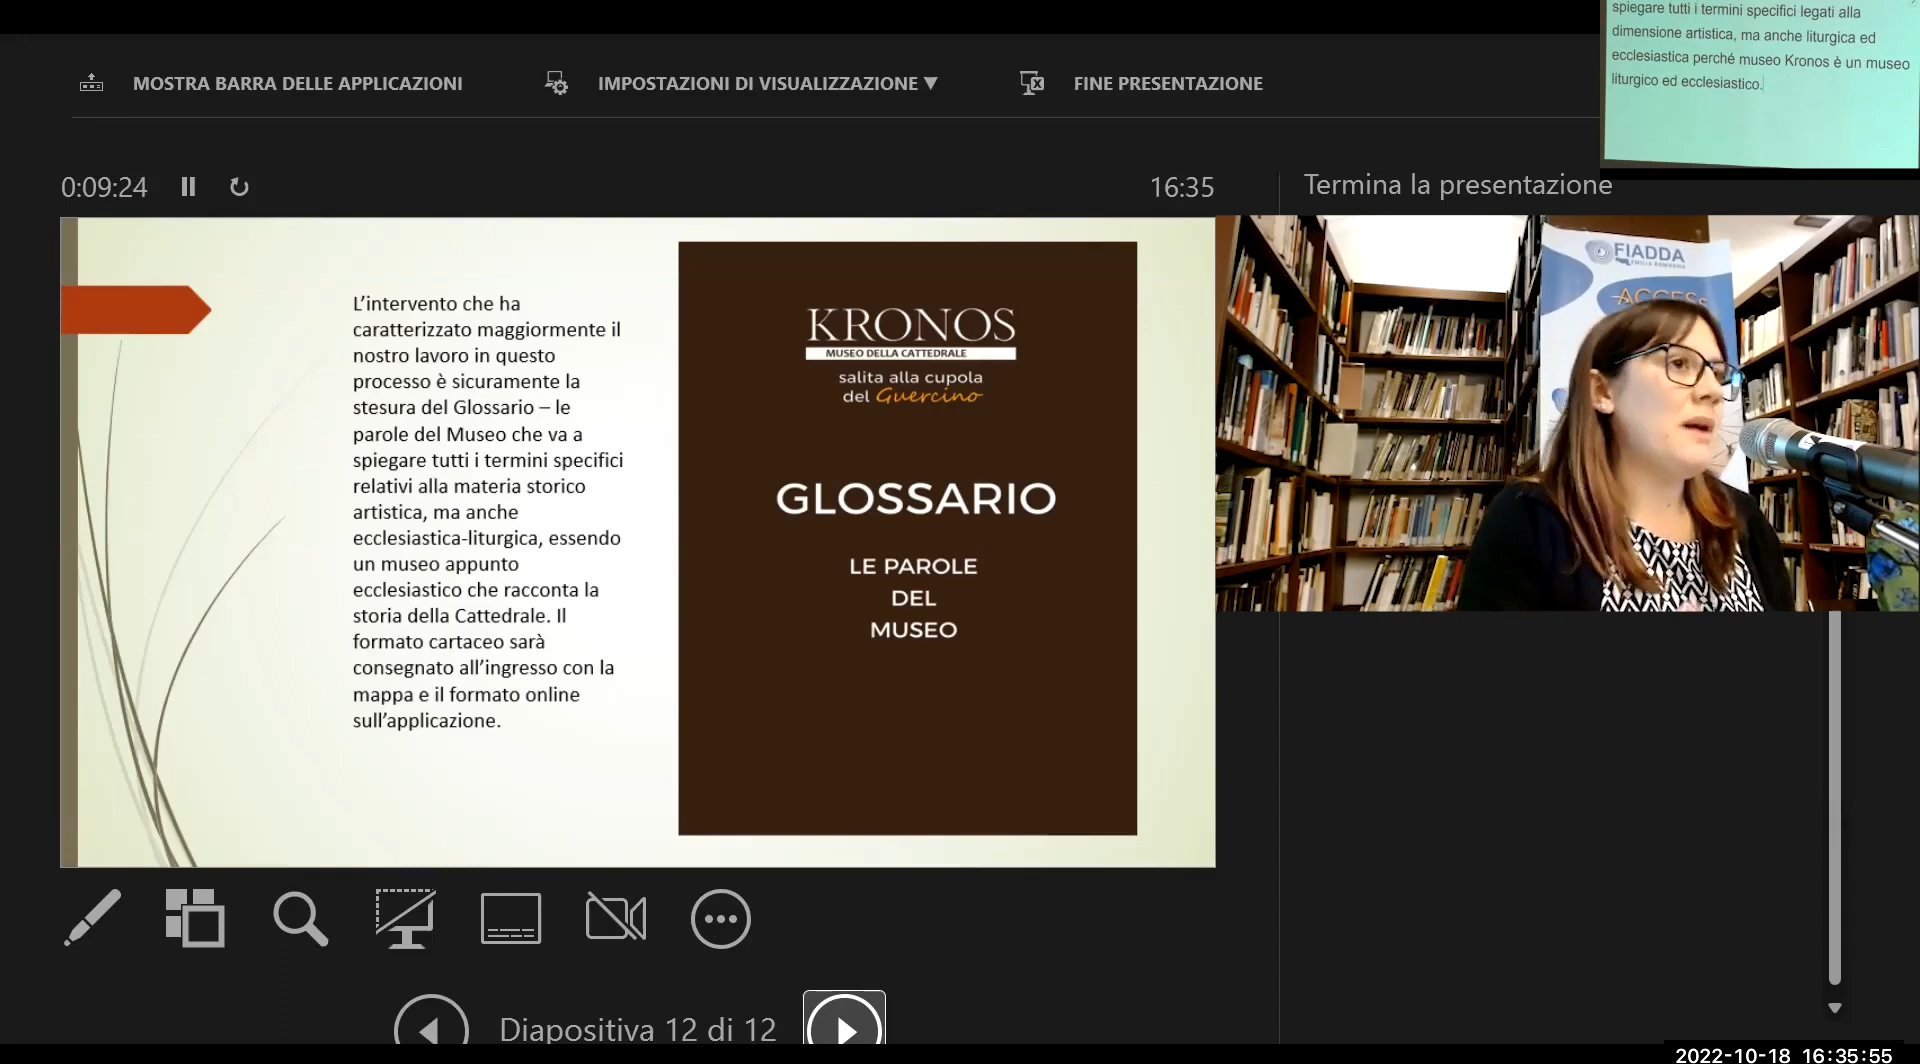 spiegare tutti i termini specifici legati alla
dimensione artistica, ma anche liturgica ed
ecclesiastica perché museo Kronos è un museo
liturgico ed ecclesiastico.
MOSTRA BARRA DELLE APPLICAZIONI
IMPOSTAZIONI DI VISUALIZZAZIONE ▼
FINE PRESENTAZIONE
0:09:24
16:35
Termina la presentazione
L'intervento che ha
caratterizzato maggiormente il
nostro lavoro in questo
processo è sicuramente la
stesura del Glossario – le
parole del Museo che va a
spiegare tutti i termini specifici
relativi alla materia storico
artistica, ma anche
ecclesiastica-liturgica, essendo
un museo appunto
ecclesiastico che racconta la
storia della Cattedrale. Il
formato cartaceo sarà
consegnato all'ingresso con la
mappa e il formato online
sull'applicazione.
KRONOS
MUSEO DELLA CATTEDRALE
salita alla cupola
del Guercino
GLOSSARIO
LE PAROLE
DEL
MUSEO
FIADDA
EMILIA ROMAGNA
ACCESS
Diapositiva 12 di 12
2022-10-18 16:35:55